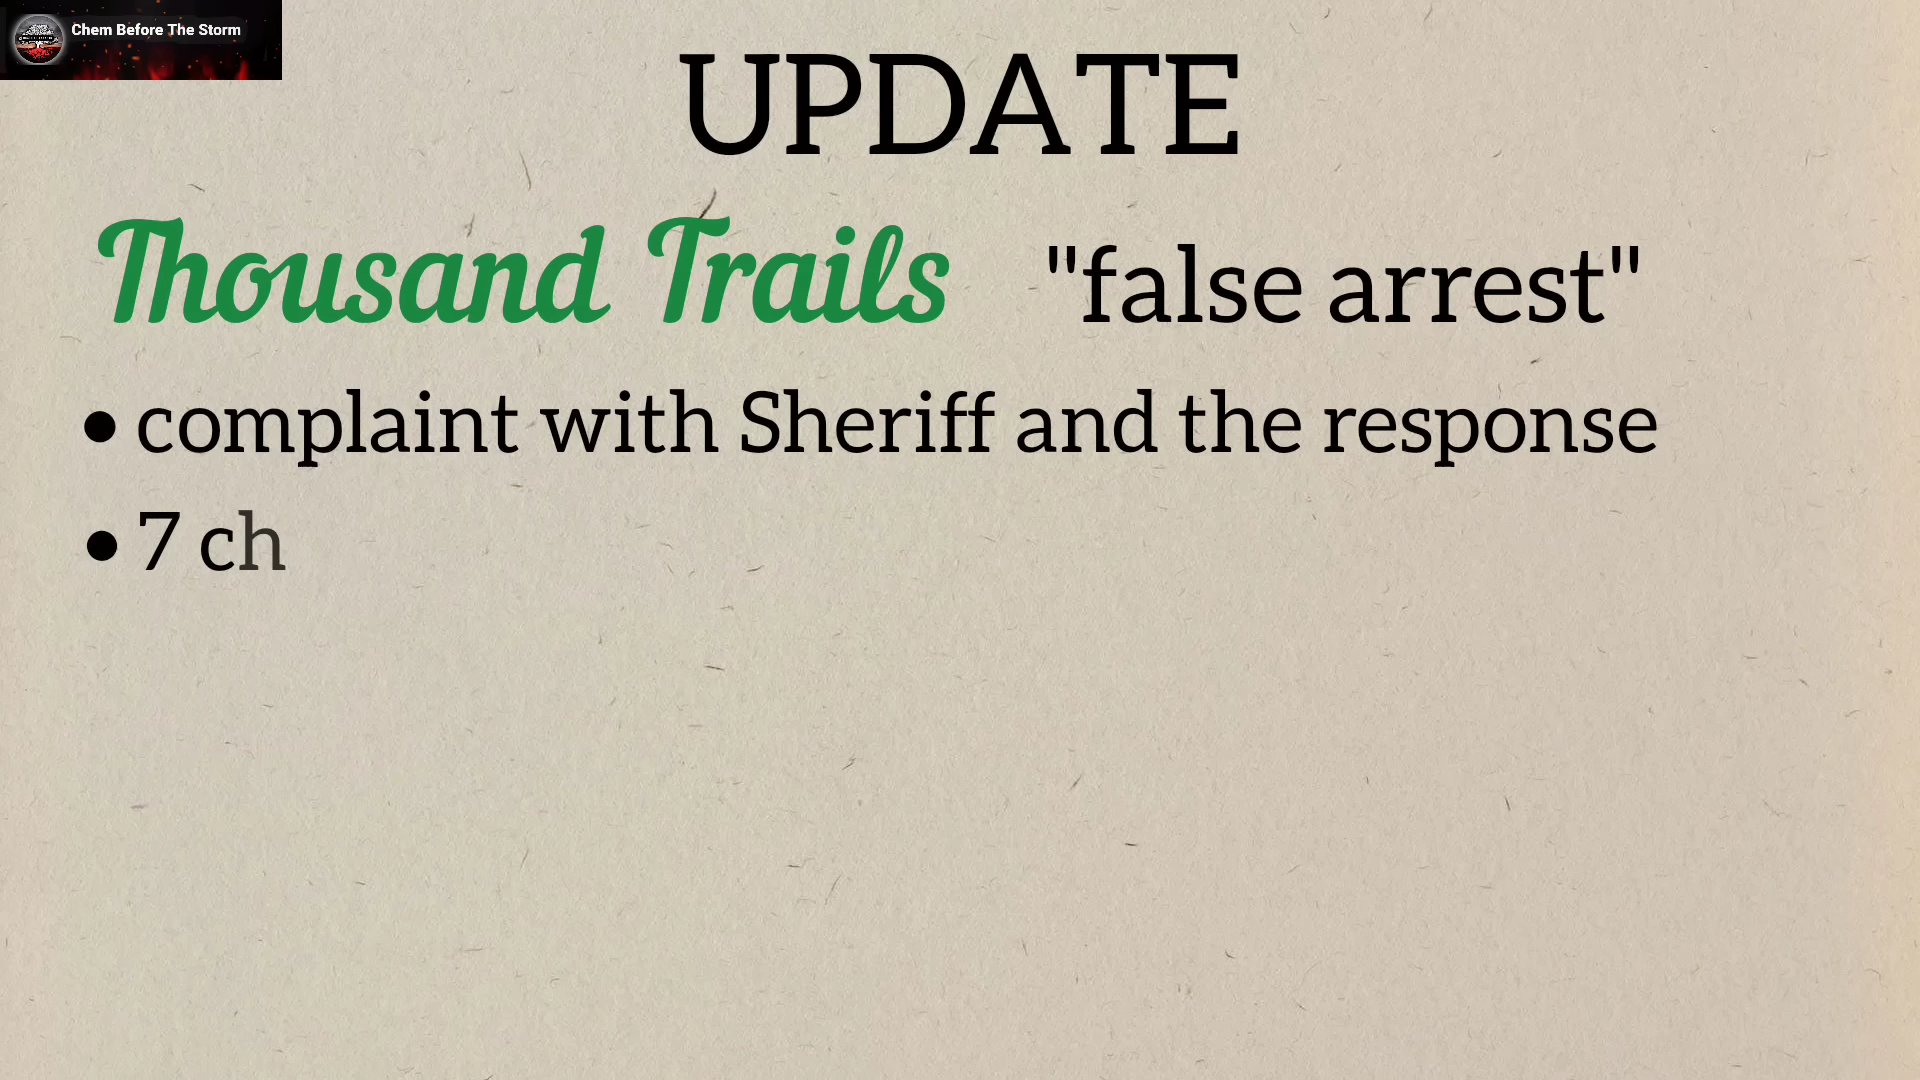 Chem Before The Storm
UPDATE
Thousand Trails "false arrest"
• complaint with Sheriff and the response
• 7 ch